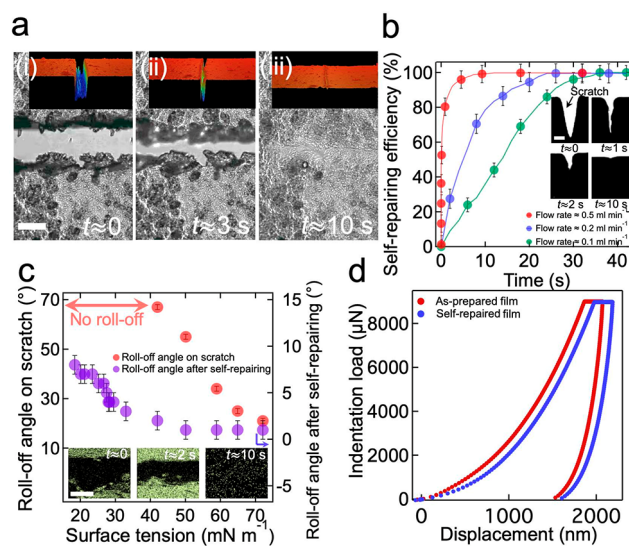 a
(i)
(ii)
(iii)
t≈0
t≈3 s
t≈10 s
b
Self-repairing efficiency (%)
100
80
60
40
20
0
Scratch
t≈0
t≈1 s
t≈2 s
t≈10 s
Flow rate ≈ 0.5 ml min⁻¹
Flow rate ≈ 0.2 ml min⁻¹
Flow rate ≈ 0.1 ml min⁻¹
0
10
20
30
40
Time (s)
c
Roll-off angle on scratch (°)
70
50
30
10
No roll-off
Roll-off angle on scratch
Roll-off angle after self-repairing
15
10
5
0
-5
Roll-off angle after self-repairing (°)
t≈0
t≈2 s
t≈10 s
20
30
40
50
60
70
Surface tension (mN m⁻¹)
d
Indentation load (μN)
8000
6000
4000
2000
0
As-prepared film
Self-repaired film
0
1000
2000
Displacement (nm)